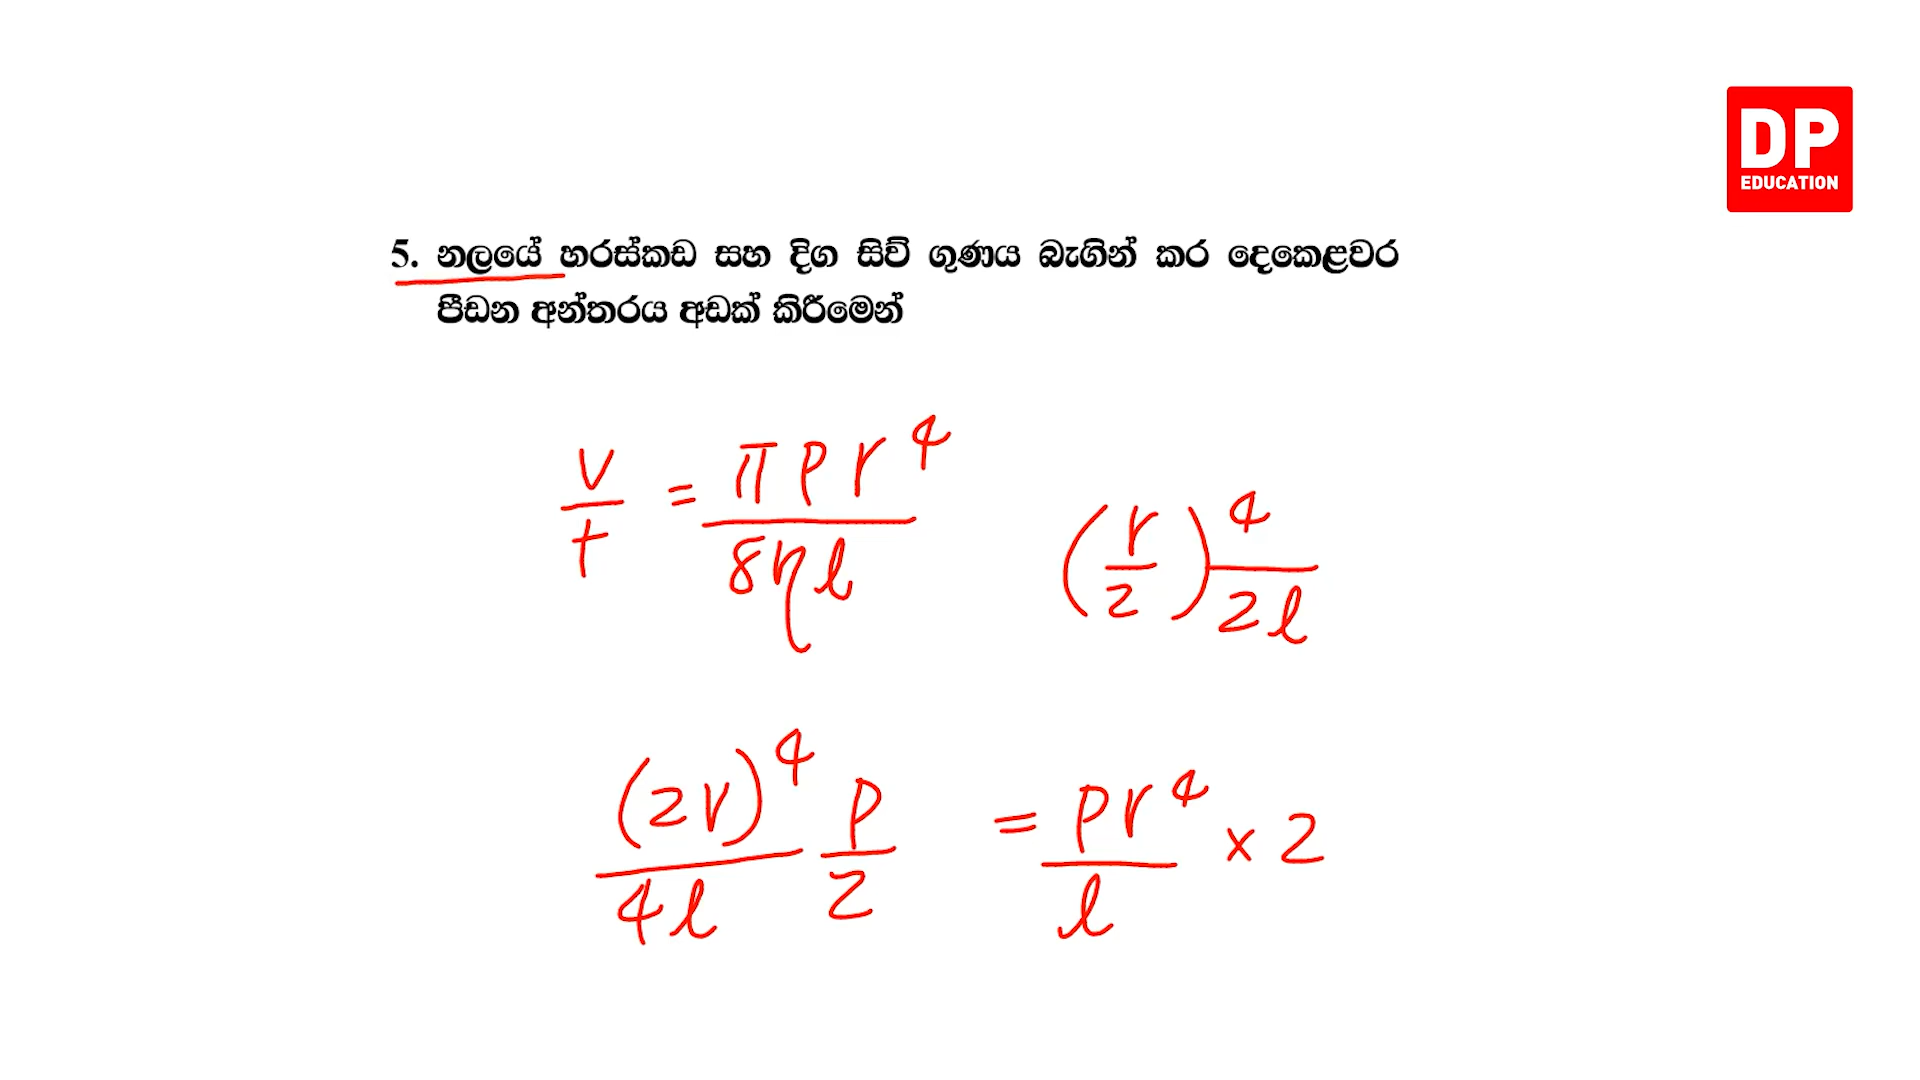 DP
EDUCATION
5. නලයේ හරස්කඩ සහ දිග සිව් ගුණය බැගින් කර දෙකෙළවර
පීඩන අන්තරය අඩක් කිරීමෙන්
v/t = πpr⁴/8ηl
(r/2)⁴/2l
(2r)⁴/4l p/2 = pr⁴/l × 2